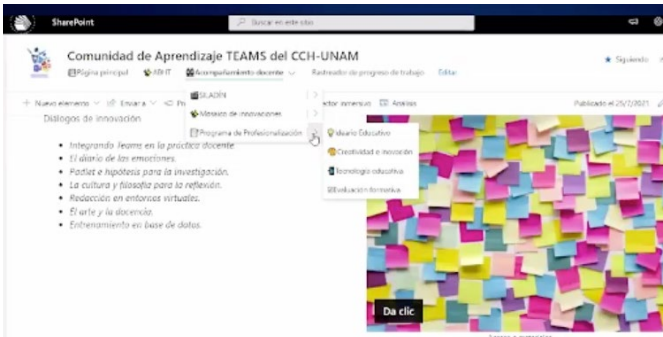 SharePoint
Buscar en este sitio
Comunidad de Aprendizaje TEAMS del CCH-UNAM
Página principal
Acompañamiento docente
Rastreador de progreso de trabajo
Editar
Siguiendo
+ Nuevo elemento
Enviar a
SILADIN
Mosaico de innovaciones
Programa de Profesionalización
Ideario Educativo
Creatividad e inovación
Tecnología educativa
Evaluación formativa
inmersivo
Análisis
Publicado el 25/7/2021
Diálogos de innovación
• Integrando Teams en la práctica docente
• El diario de las emociones.
• Padlet e hipótesis para la investigación.
• La cultura y filosofía para la reflexión.
• Redacción en entornos virtuales.
• El arte y la docencia.
• Entrenamiento en base de datos.
Da clic